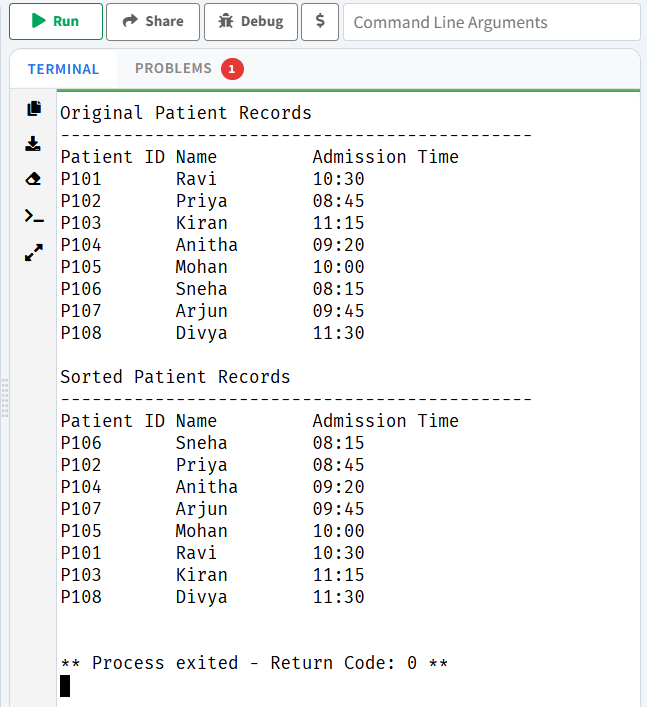 Run Share Debug $ Command Line Arguments
TERMINAL PROBLEMS 1
Original Patient Records
---------------------------------------------
Patient ID Name         Admission Time
P101       Ravi         10:30
P102       Priya        08:45
P103       Kiran        11:15
P104       Anitha       09:20
P105       Mohan        10:00
P106       Sneha        08:15
P107       Arjun        09:45
P108       Divya        11:30

Sorted Patient Records
---------------------------------------------
Patient ID Name         Admission Time
P106       Sneha        08:15
P102       Priya        08:45
P104       Anitha       09:20
P107       Arjun        09:45
P105       Mohan        10:00
P101       Ravi         10:30
P103       Kiran        11:15
P108       Divya        11:30

** Process exited - Return Code: 0 **